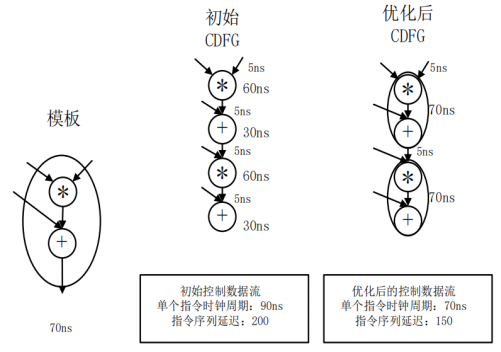 模板
*
+
70ns
初始
CDFG
5ns
*
60ns
5ns
+
30ns
5ns
*
60ns
5ns
+
30ns
初始控制数据流
单个指令时钟周期：90ns
指令序列延迟：200
优化后
CDFG
5ns
*
70ns
+
5ns
*
70ns
+
优化后的控制数据流
单个指令时钟周期：70ns
指令序列延迟：150